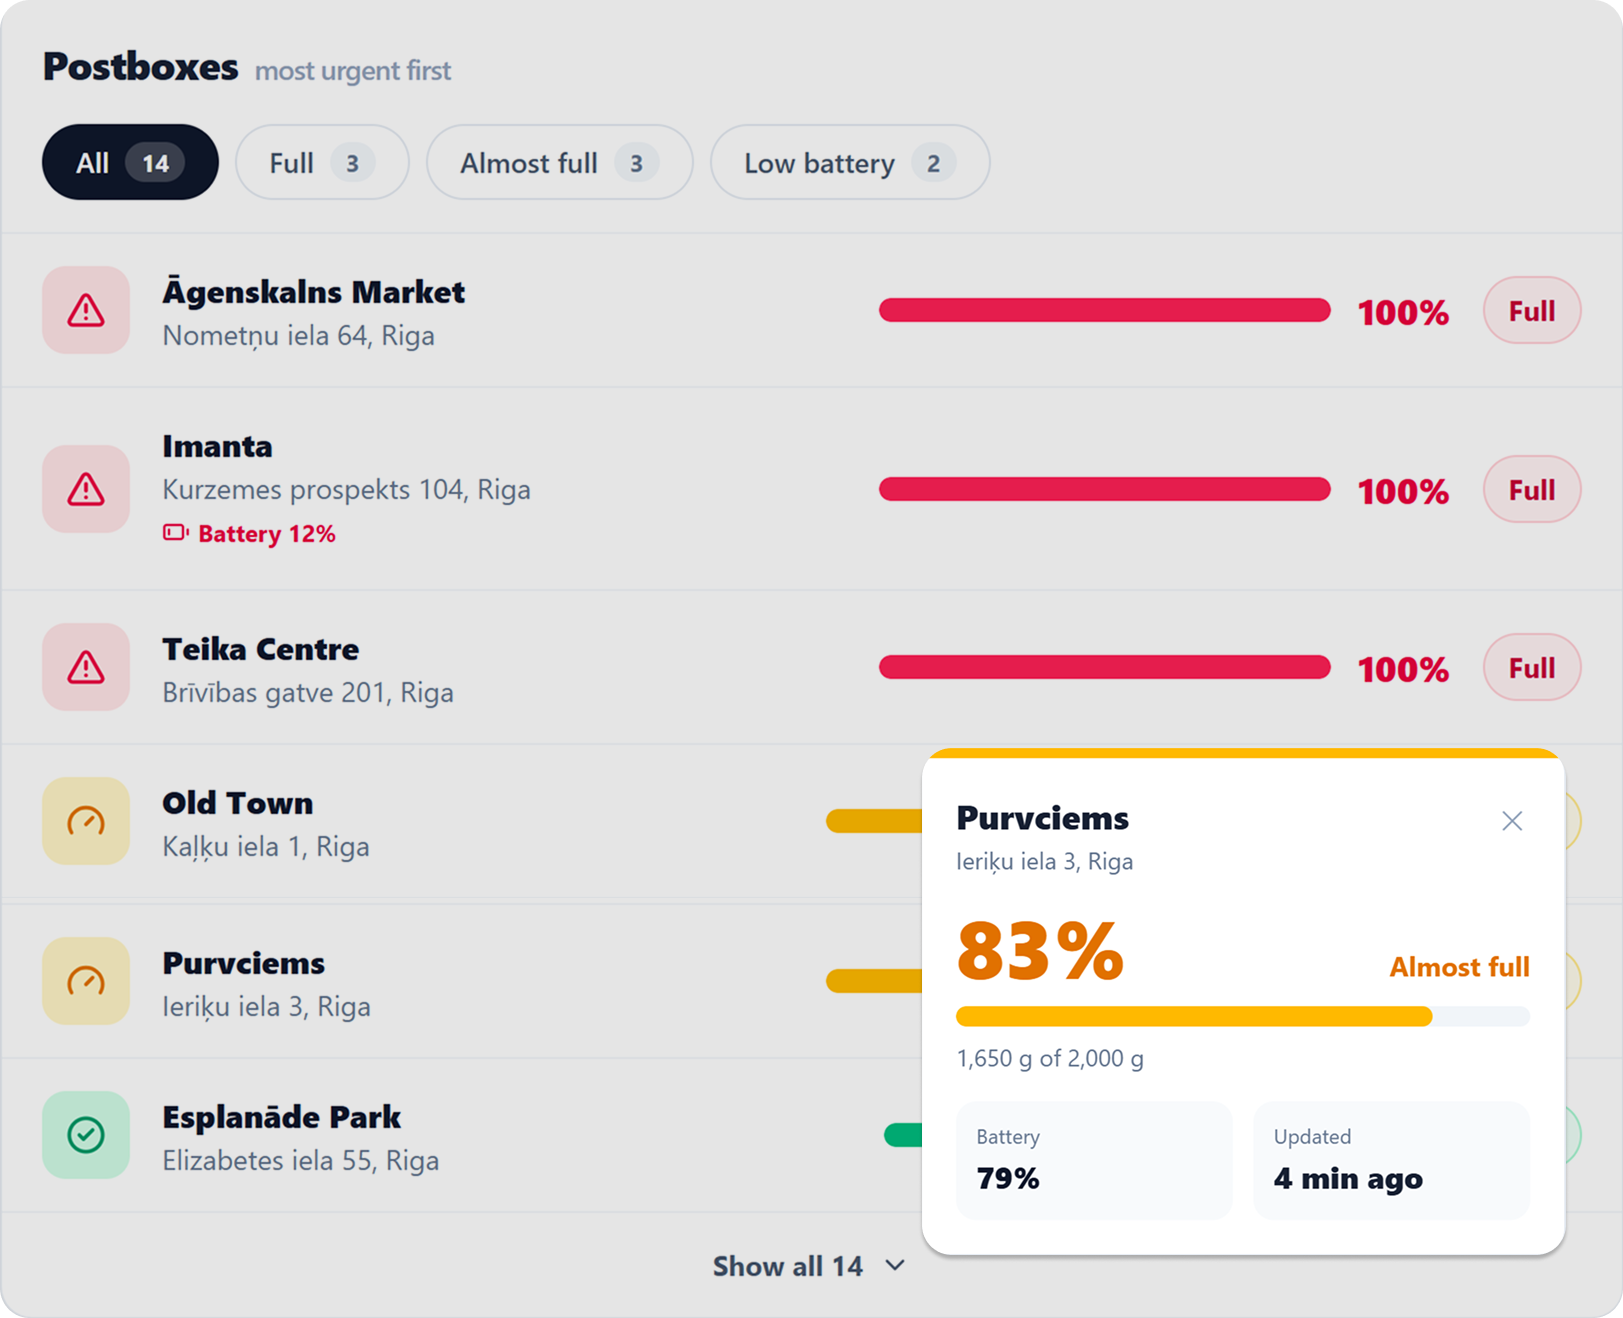 Postboxes most urgent first
All 14 Full 3 Almost full 3 Low battery 2
Āgenskalns Market
Nometņu iela 64, Riga
100% Full
Imanta
Kurzemes prospekts 104, Riga
Battery 12%
100% Full
Teika Centre
Brīvības gatve 201, Riga
100% Full
Old Town
Kaļķu iela 1, Riga
Purvciems
Ieriķu iela 3, Riga
Esplanāde Park
Elizabetes iela 55, Riga
Show all 14
Purvciems
Ieriķu iela 3, Riga
83% Almost full
1,650 g of 2,000 g
Battery
79%
Updated
4 min ago